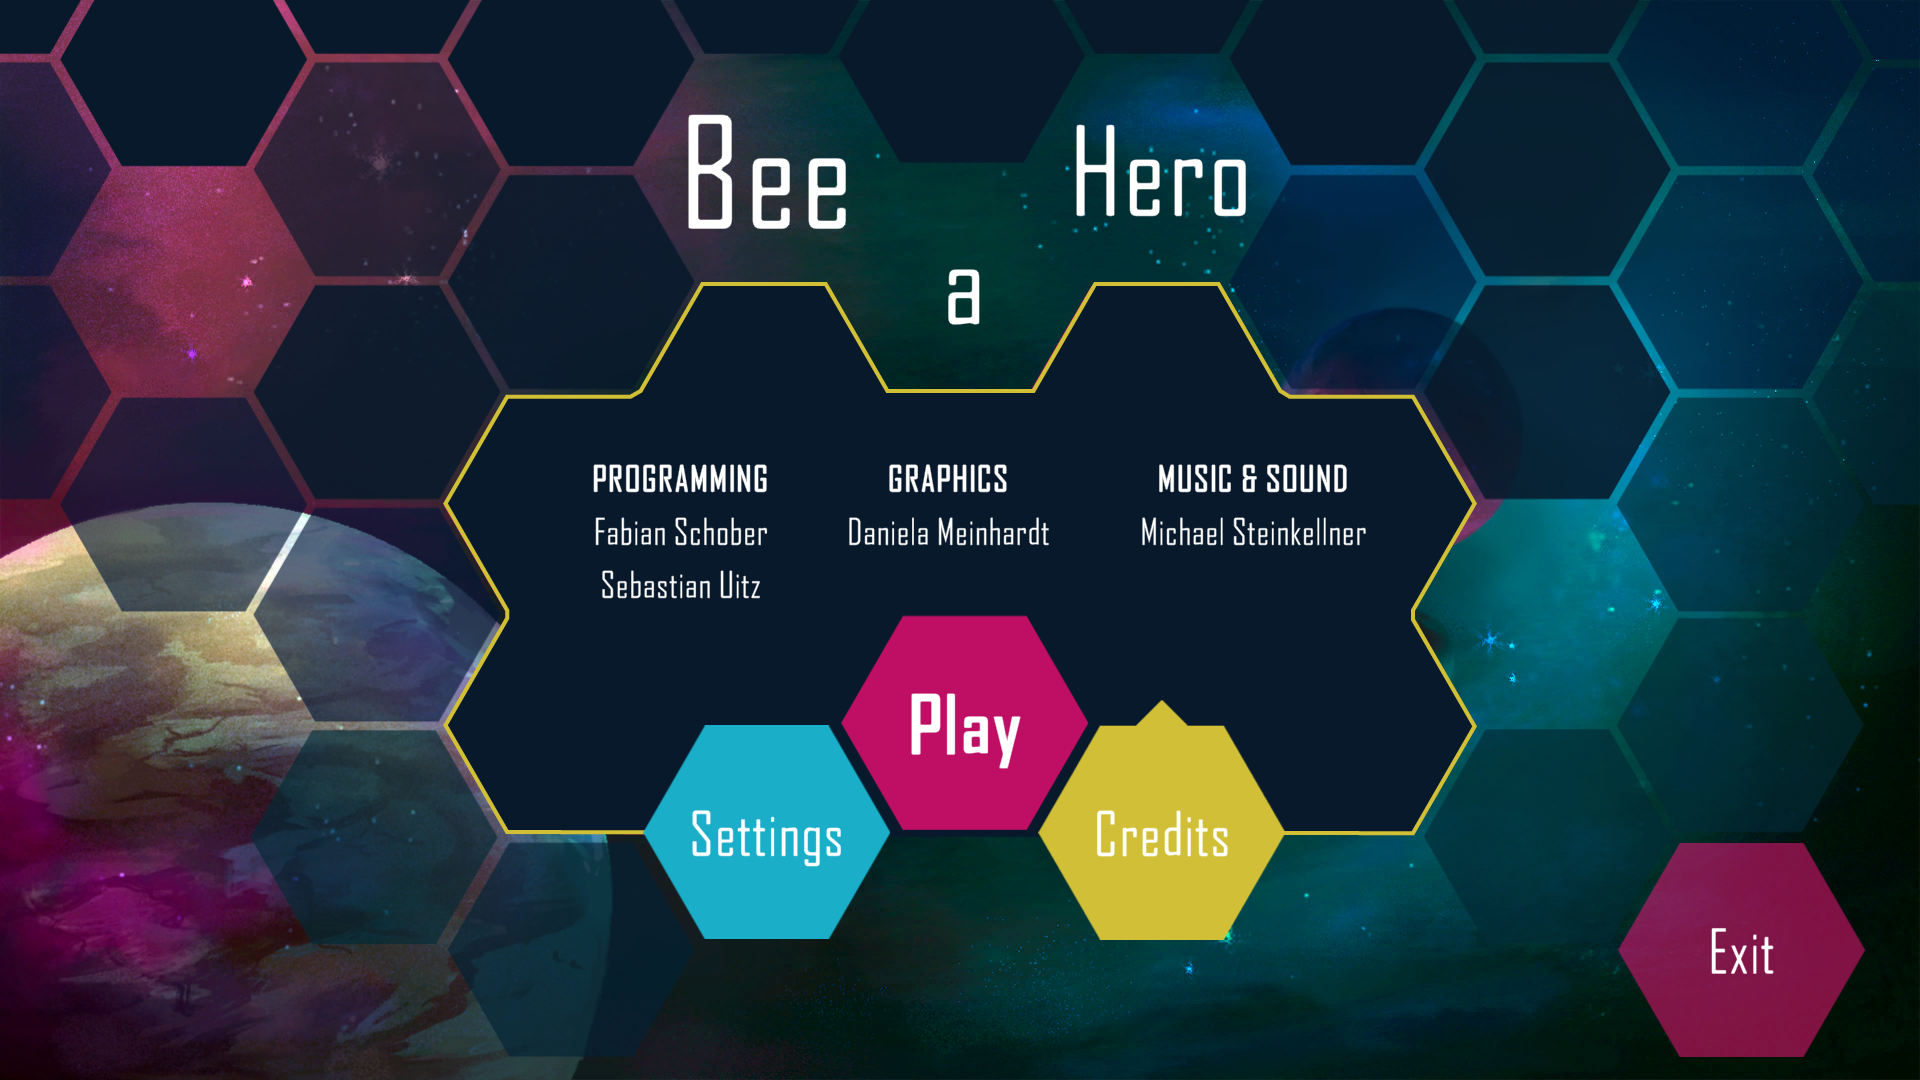 Bee
a
Hero
PROGRAMMING
Fabian Schober
Sebastian Uitz
GRAPHICS
Daniela Meinhardt
MUSIC & SOUND
Michael Steinkellner
Play
Settings
Credits
Exit